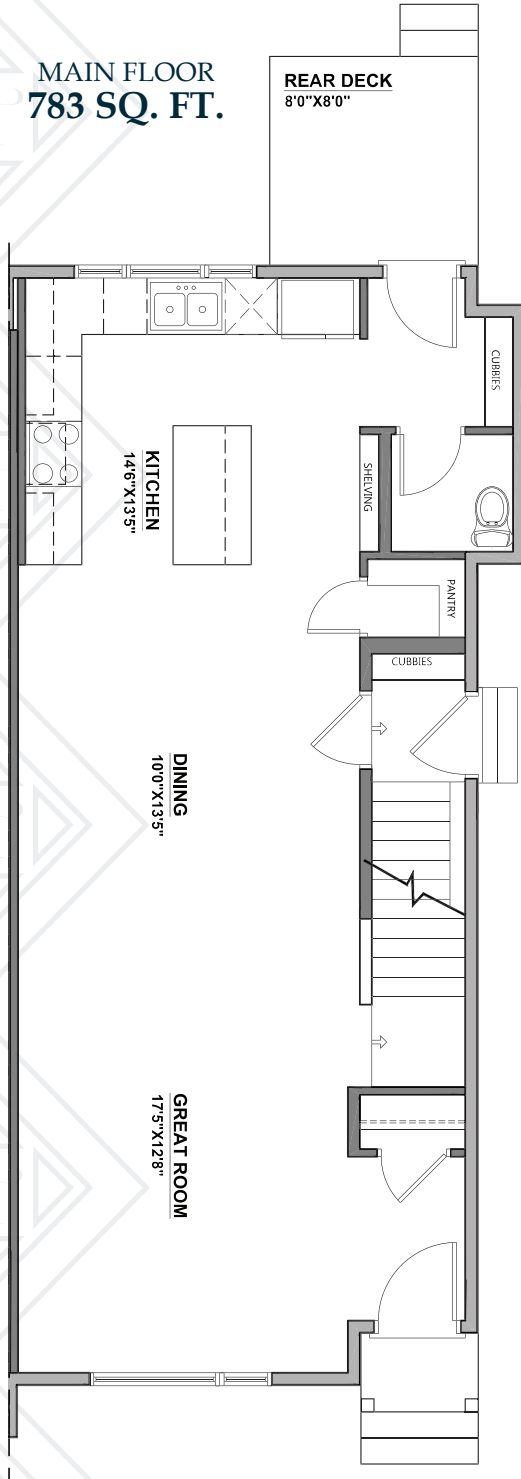 MAIN FLOOR
783 SQ. FT.
REAR DECK
8'0"X8'0"
CUBBIES
KITCHEN
14'6"X13'5"
SHELVING
PANTRY
CUBBIES
DINING
10'0"X13'5"
GREAT ROOM
17'5"X12'8"